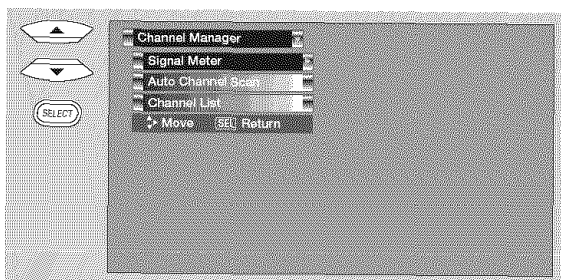 Channel Manager
Signal Meter
Auto Channel Scan
Channel List
Move SEL Return
SELECT